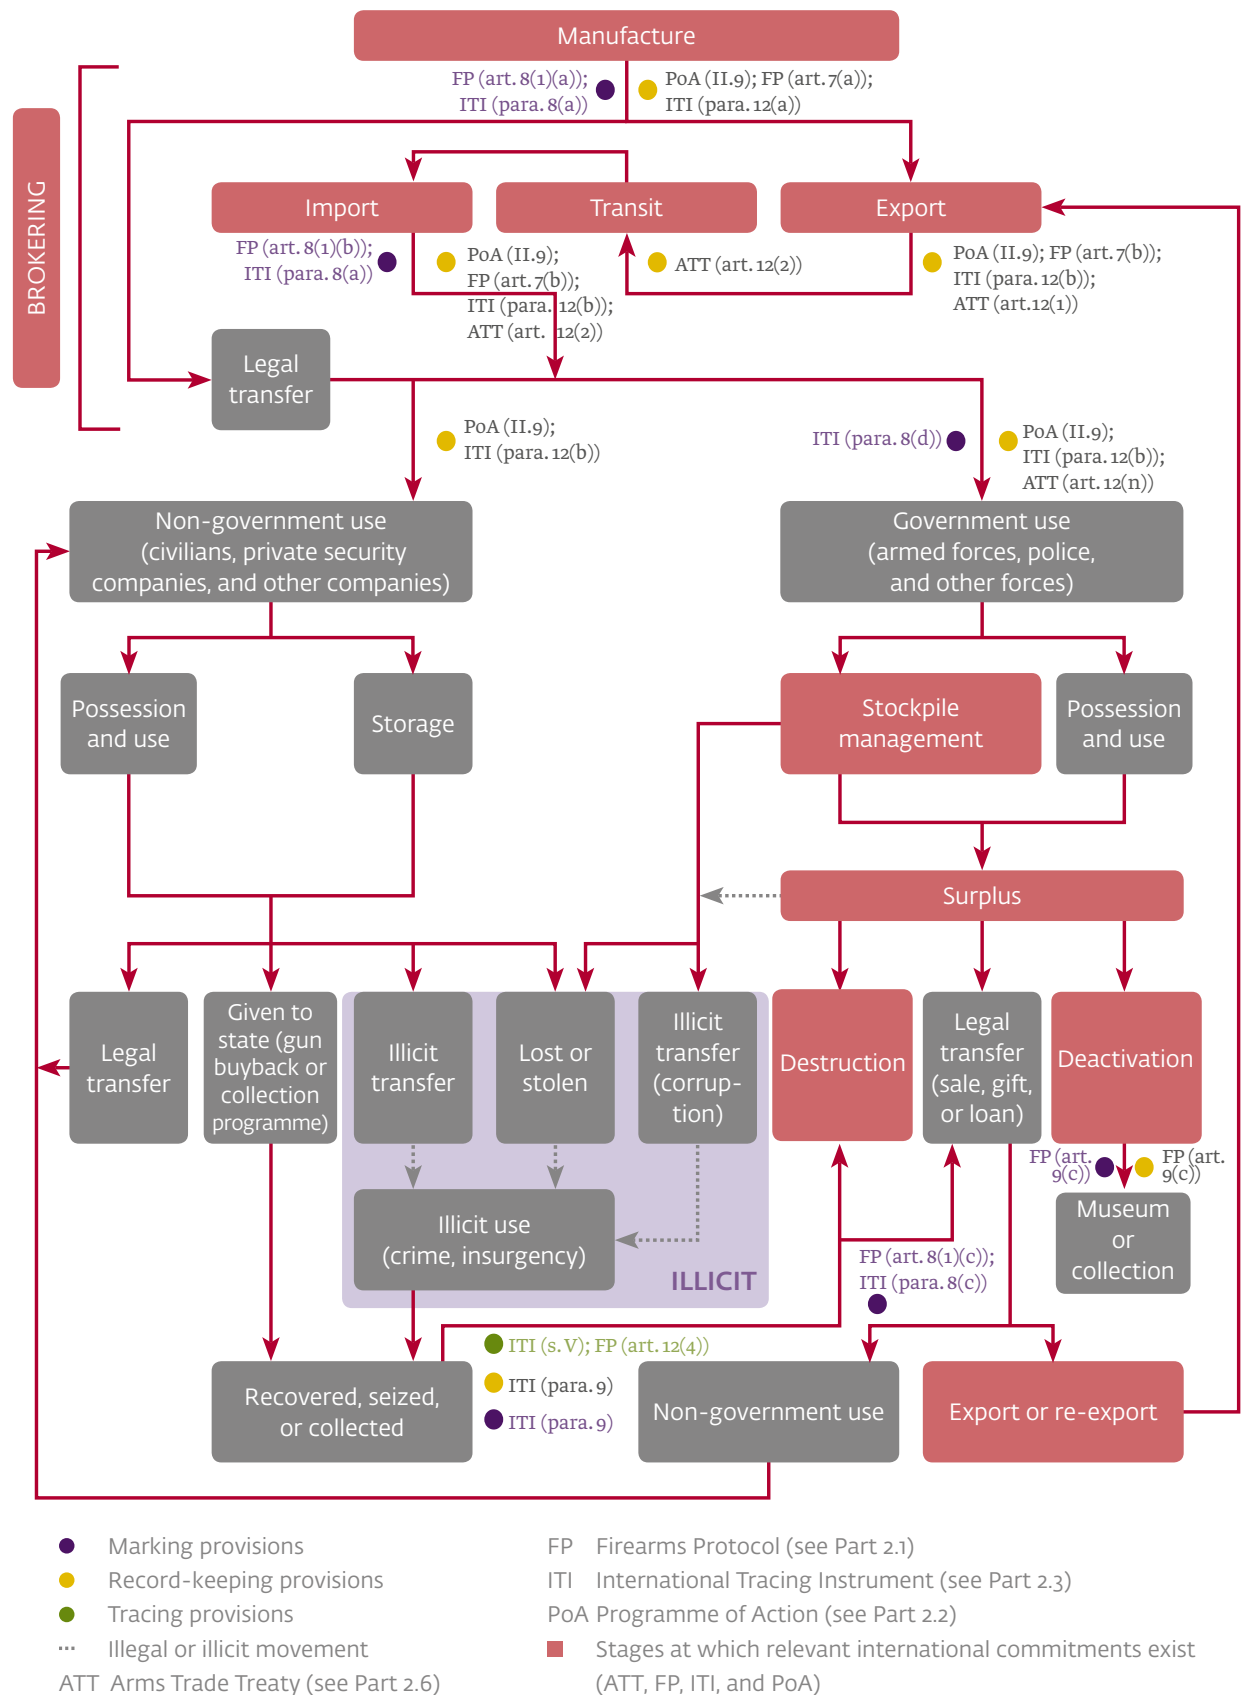 Manufacture
FP (art. 8(1)(a));
ITI (para. 8(a))
PoA (II.9); FP (art. 7(a));
ITI (para. 12(a))
BROKERING
Import
Transit
Export
FP (art. 8(1)(b));
ITI (para. 8(a))
PoA (II.9);
FP (art. 7(b));
ITI (para. 12(b));
ATT (art. 12(2))
ATT (art. 12(2))
PoA (II.9); FP (art. 7(b));
ITI (para. 12(b));
ATT (art.12(1))
Legal
transfer
PoA (II.9);
ITI (para. 12(b))
ITI (para. 8(d))
PoA (II.9);
ITI (para. 12(b));
ATT (art. 12(n))
Non-government use
(civilians, private security
companies, and other companies)
Government use
(armed forces, police,
and other forces)
Possession
and use
Storage
Stockpile
management
Possession
and use
Surplus
Legal
transfer
Given to
state (gun
buyback or
collection
programme)
Illicit
transfer
Lost or
stolen
Illicit
transfer
(corrup-
tion)
Destruction
Legal
transfer
(sale, gift,
or loan)
Deactivation
FP (art.
9(c))
FP (art.
9(c))
Illicit use
(crime, insurgency)
ILLICIT
Museum
or
collection
FP (art. 8(1)(c));
ITI (para. 8(c))
ITI (s. V); FP (art. 12(4))
ITI (para. 9)
ITI (para. 9)
Recovered, seized,
or collected
Non-government use
Export or re-export
Marking provisions
Record-keeping provisions
Tracing provisions
Illegal or illicit movement
ATT Arms Trade Treaty (see Part 2.6)
FP Firearms Protocol (see Part 2.1)
ITI International Tracing Instrument (see Part 2.3)
PoA Programme of Action (see Part 2.2)
Stages at which relevant international commitments exist
(ATT, FP, ITI, and PoA)